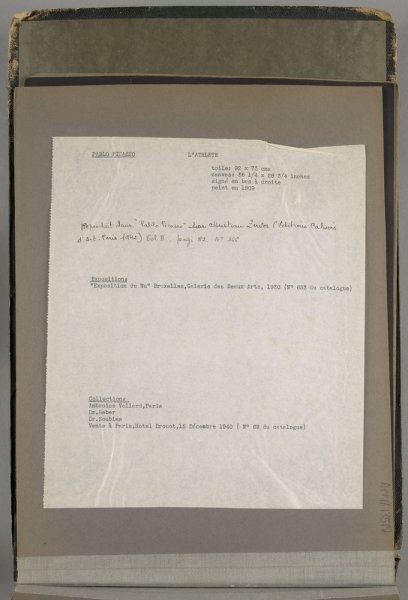 PABLO PICASSO L'ATHLETE
toile: 92 x 73 cms
canvas: 36 1/4 x 28 3/4 inches
signé en bas à droite
peint en 1909
Reproduit dans "Pablo Picasso" par Christian Zervos (Editions Cahiers
d'Art. Paris 1942) Vol. II. page 82. N°
Expositions
"Exposition du Nu" Bruxelles, Galerie des Beaux Arts, 1930 (N° 633 du catalogue)
Collections
Ambroise Vollard, Paris
Dr. Weber
Dr. Soubies
Vente à Paris, Hotel Drouot, 15 Décembre 1940 ( N° 62 du catalogue)